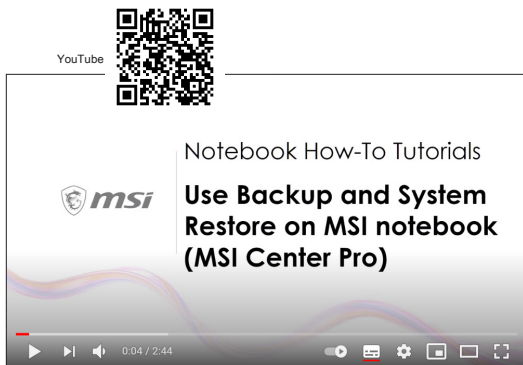 YouTube
Notebook How-To Tutorials
msi
Use Backup and System
Restore on MSI notebook
(MSI Center Pro)
0:04 / 2:44